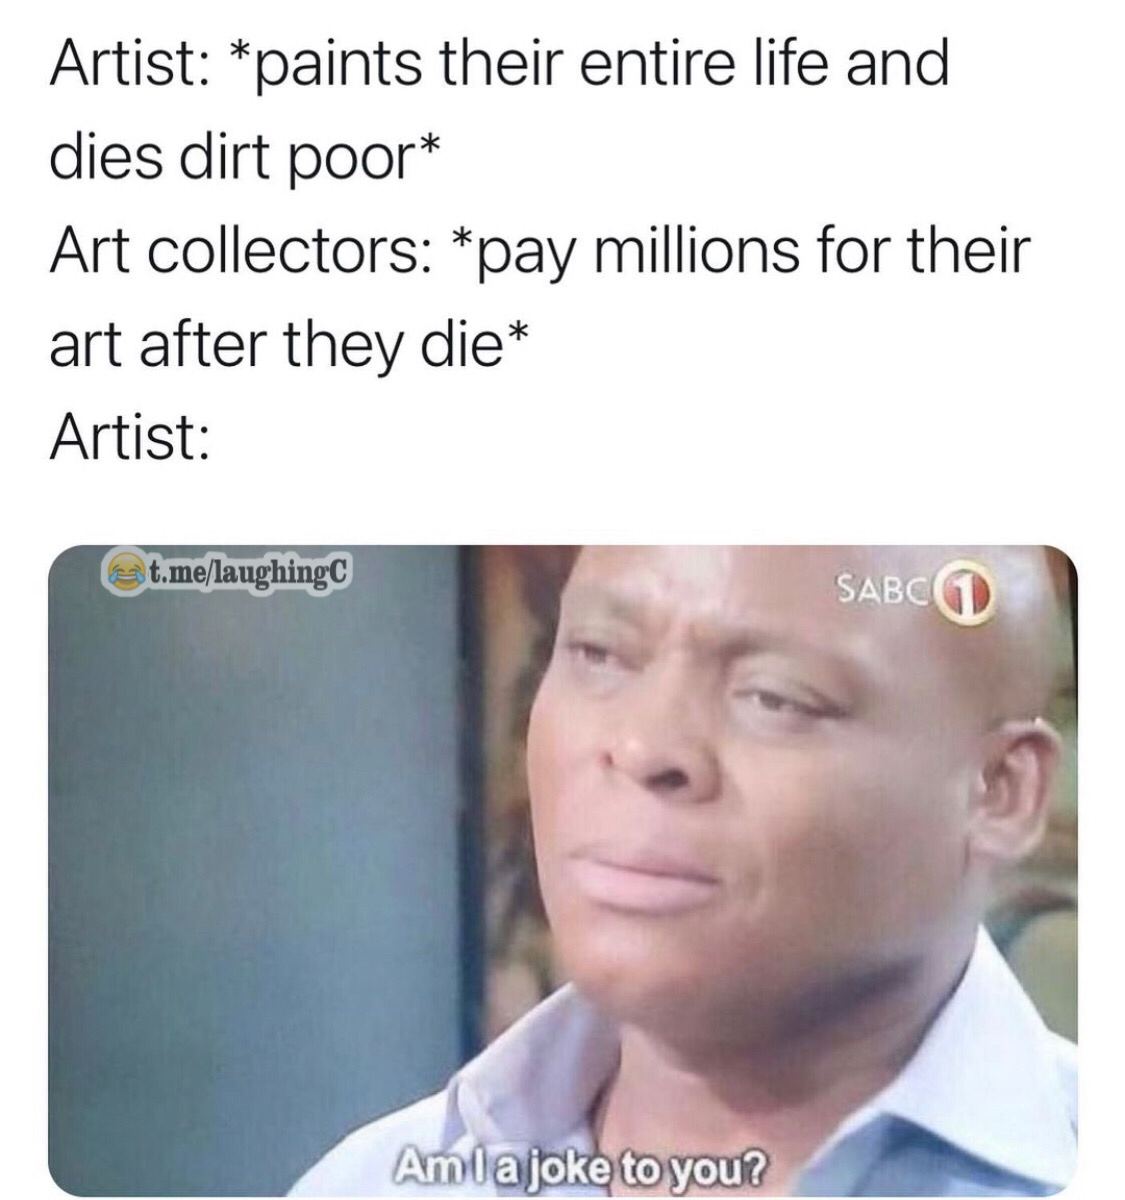 Artist: *paints their entire life and
dies dirt poor*
Art collectors: *pay millions for their
art after they die*
Artist:
t.me/laughingC
SABC 1
Am I a joke to you?